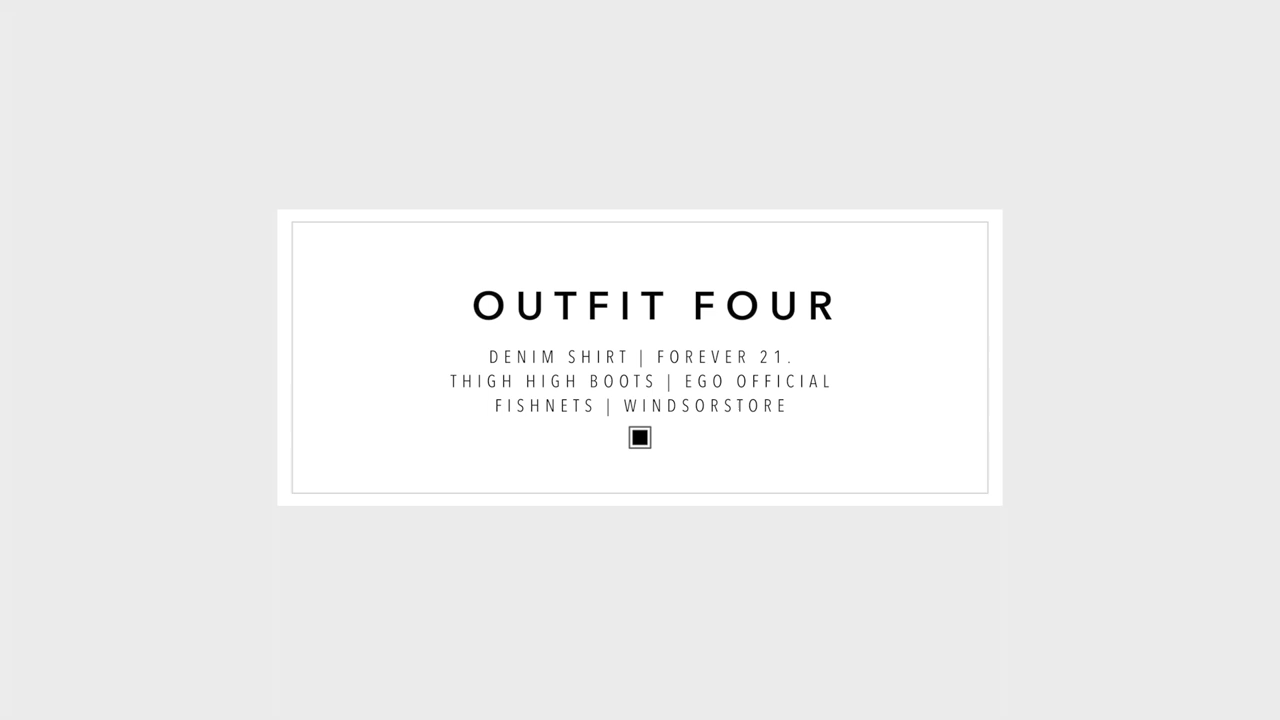 OUTFIT FOUR
DENIM SHIRT | FOREVER 21.
THIGH HIGH BOOTS | EGO OFFICIAL
FISHNETS | WINDSORSTORE